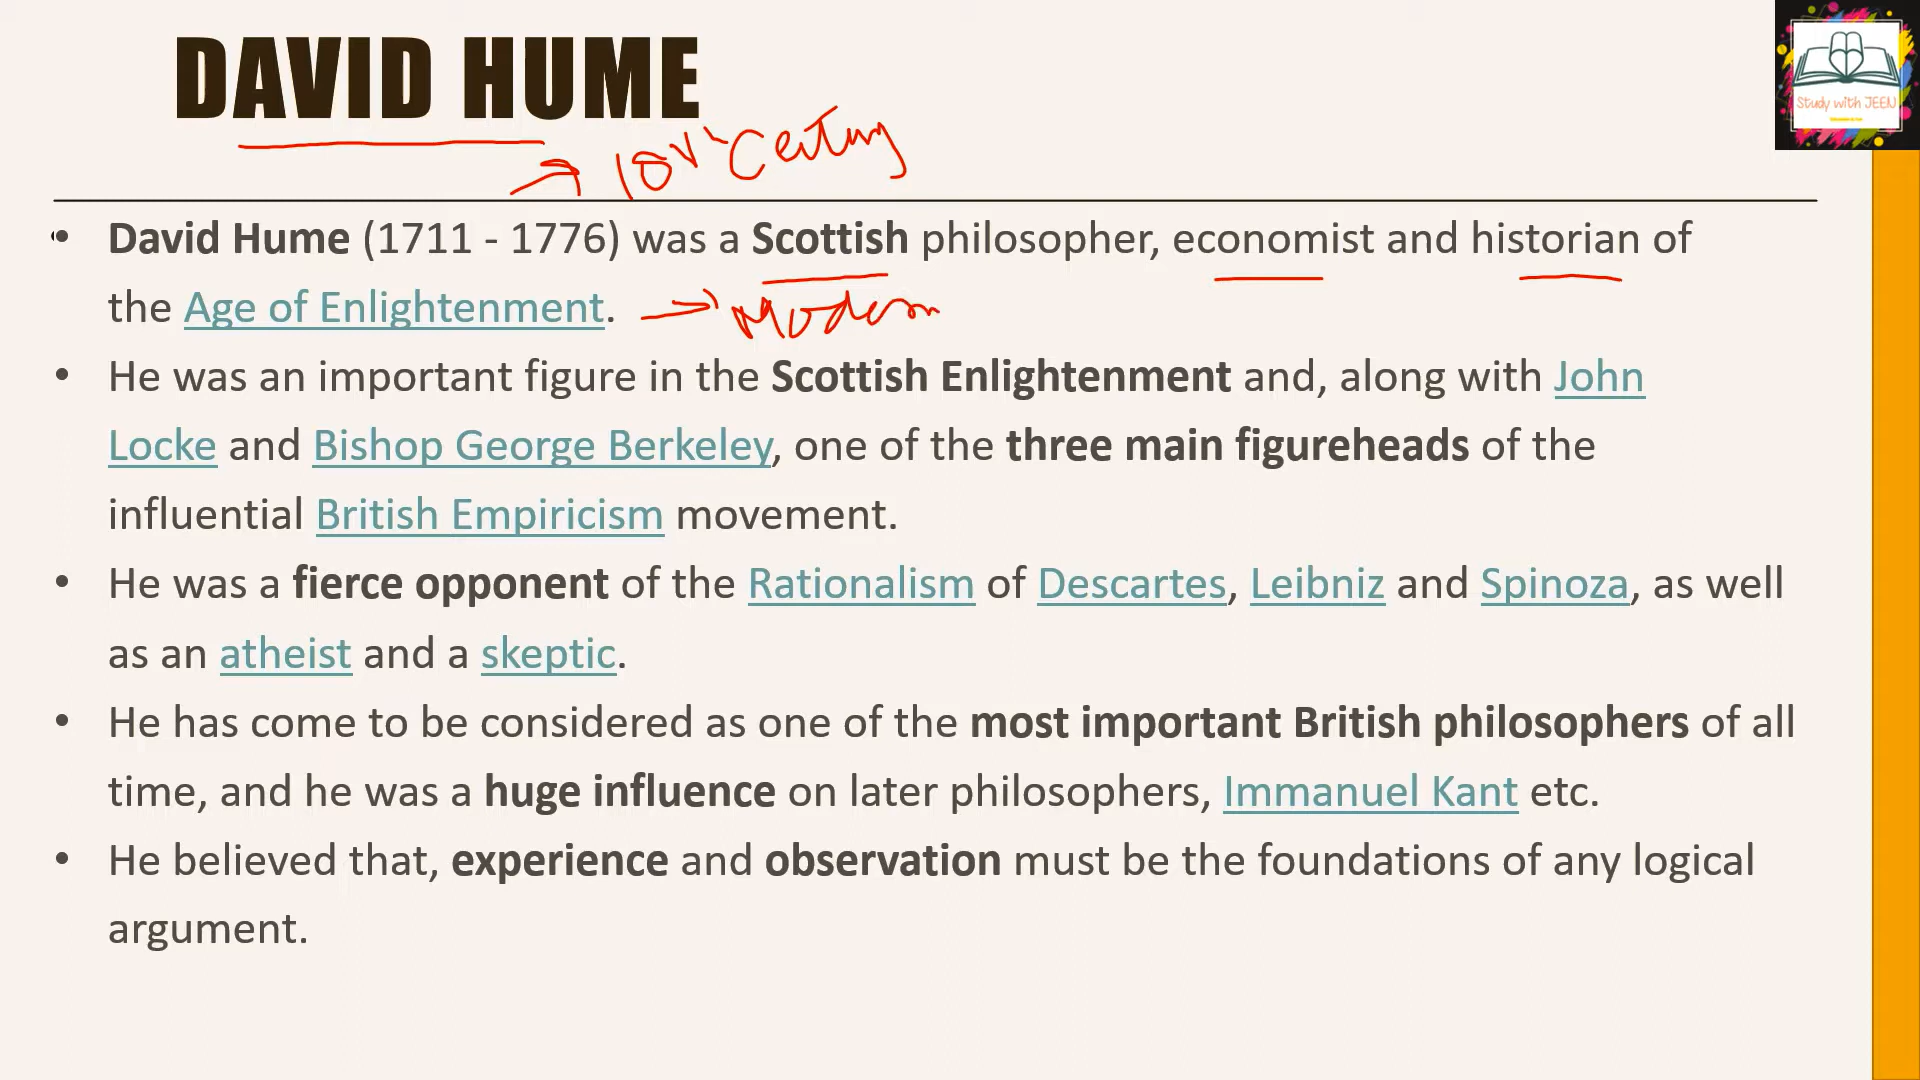 DAVID HUME
Study with JEEN
→ 18th Century
• David Hume (1711 - 1776) was a Scottish philosopher, economist and historian of
the Age of Enlightenment. → Modern
• He was an important figure in the Scottish Enlightenment and, along with John
Locke and Bishop George Berkeley, one of the three main figureheads of the
influential British Empiricism movement.
• He was a fierce opponent of the Rationalism of Descartes, Leibniz and Spinoza, as well
as an atheist and a skeptic.
• He has come to be considered as one of the most important British philosophers of all
time, and he was a huge influence on later philosophers, Immanuel Kant etc.
• He believed that, experience and observation must be the foundations of any logical
argument.